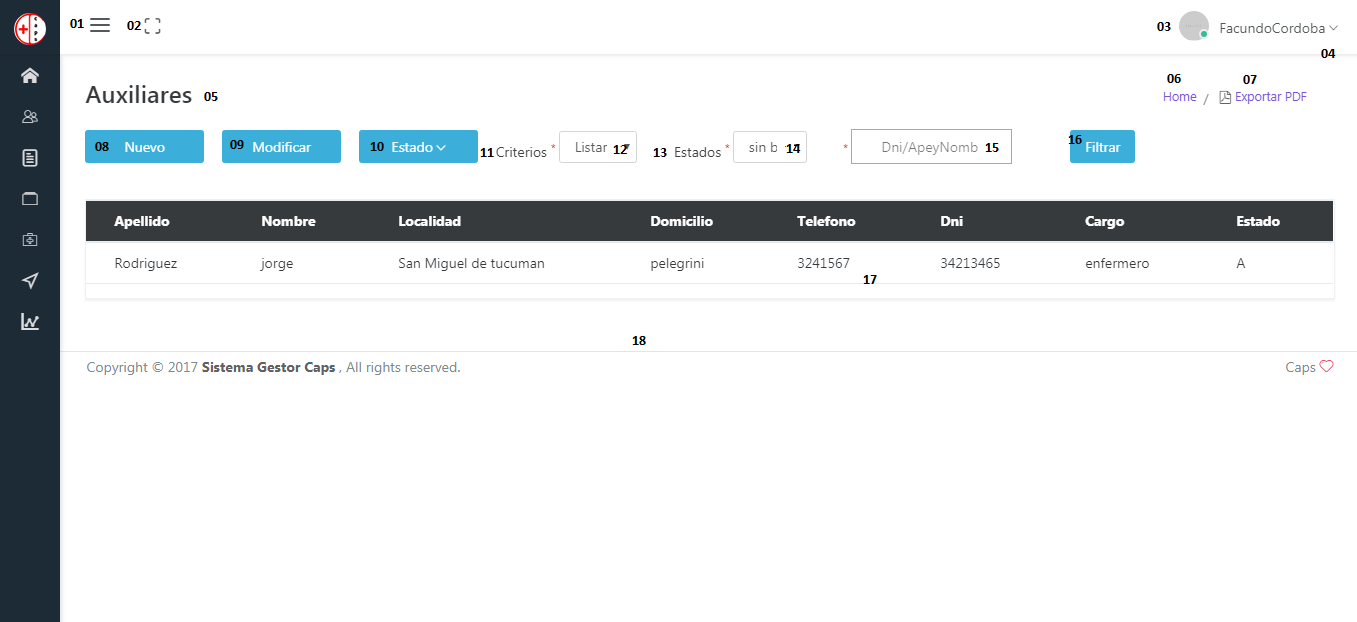 CAPS
01 02 03 FacundoCordoba
04
Auxiliares 05
06 07
Home / Exportar PDF
08 Nuevo 09 Modificar 10 Estado 11 Criterios * Listar 12 13 Estados * sin b 14 * Dni/ApeyNomb 15 16 Filtrar
Apellido Nombre Localidad Domicilio Telefono Dni Cargo Estado
Rodriguez jorge San Miguel de tucuman pelegrini 3241567 34213465 enfermero A
17
18
Copyright © 2017 Sistema Gestor Caps , All rights reserved. Caps